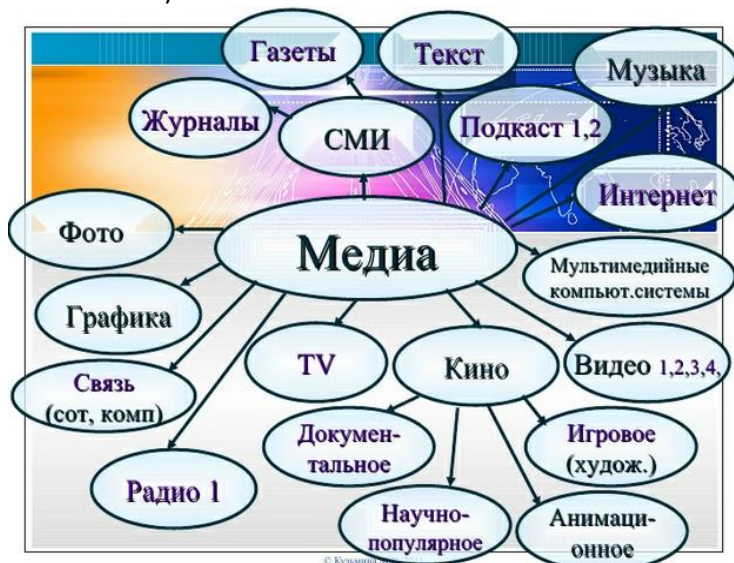 Газеты
Текст
Музыка
Журналы
СМИ
Подкаст 1,2
Интернет
Фото
Медиа
Мультимедийные
компьют.системы
Графика
TV
Кино
Видео 1,2,3,4,
Связь
(сот, комп)
Докумен-
тальное
Игровое
(худож.)
Радио 1
Научно-
популярное
Анимаци-
онное
© Кузьмина